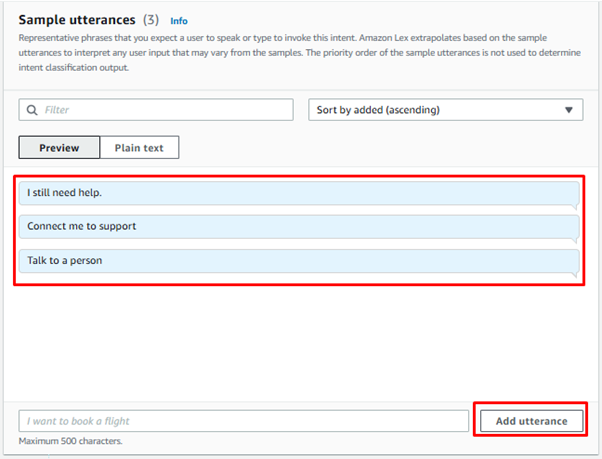 Sample utterances (3) Info
Representative phrases that you expect a user to speak or type to invoke this intent. Amazon Lex extrapolates based on the sample
utterances to interpret any user input that may vary from the samples. The priority order of the sample utterances is not used to determine
intent classification output.
Filter
Sort by added (ascending)
Preview
Plain text
I still need help.
Connect me to support
Talk to a person
I want to book a flight
Add utterance
Maximum 500 characters.